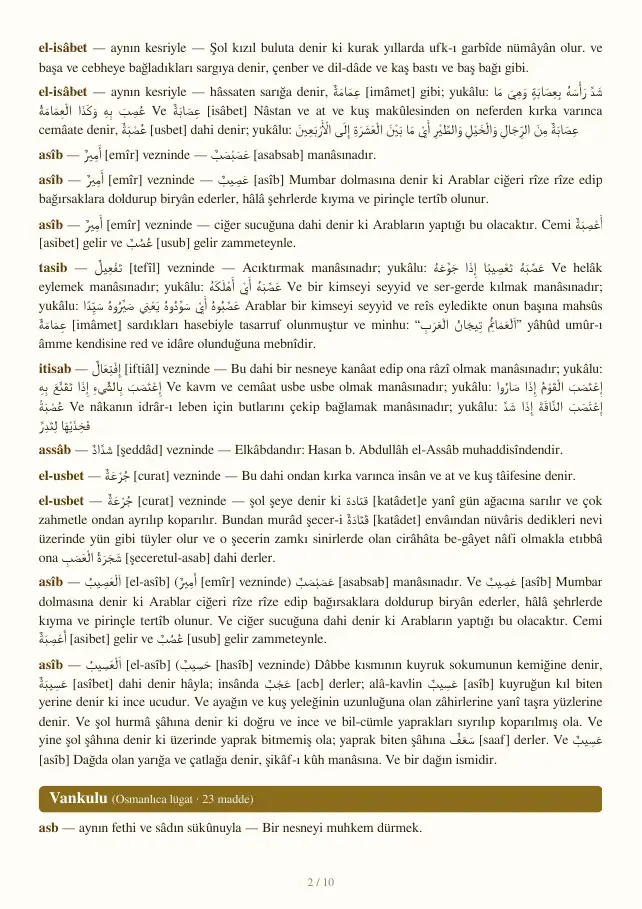 el-isâbet — aynın kesriyle — Şol kızıl buluta denir ki kurak yıllarda ufk-ı garbîde nümâyân olur. ve
başa ve cebheye bağladıkları sargıya denir, çenber ve dil-dâde ve kaş bastı ve baş bağı gibi.
el-isâbet — aynın kesriyle — hâssaten sarığa denir, عِمَامَةٌ [imâmet] gibi; yukâlu: شَدَّ رَأْسَهُ بِعِصَابَةٍ وَهِيَ مَا
عُصِبَ بِهِ وَكَذَا الْعِمَامَةُ Ve عِصَابَةٌ [isâbet] Nâstan ve at ve kuş makûlesinden on neferden kırka varınca
cemâate denir, عُصْبَةٌ [usbet] dahi denir; yukâlu: عِصَابَةٌ مِنَ الرِّجَالِ وَالْخَيْلِ وَالطَّيْرِ أَيْ مَا بَيْنَ الْعَشَرَةِ إِلَى الْأَرْبَعِينَ
asîb — أَمِيرٌ [emîr] vezninde — عَصَبْصَبٌ [asabsab] manâsınadır.
asîb — أَمِيرٌ [emîr] vezninde — عَصِيبٌ [asîb] Mumbar dolmasına denir ki Arablar ciğeri rîze rîze edip
bağırsaklara doldurup biryân ederler, hâlâ şehrlerde kıyma ve pirinçle tertîb olunur.
asîb — أَمِيرٌ [emîr] vezninde — ciğer sucuğuna dahi denir ki Arabların yaptığı bu olacaktır. Cemi أَعْصِبَةٌ
[asibet] gelir ve عُصُبٌ [usub] gelir zammeteynle.
tasib — تَفْعِيلٌ [tefîl] vezninde — Acıktırmak manâsınadır; yukâlu: عَصَّبَهُ تَعْصِيبًا إِذَا جَوَّعَهُ Ve helâk
eylemek manâsınadır; yukâlu: عَصَّبَهُ أَيْ أَهْلَكَهُ Ve bir kimseyi seyyid ve ser-gerde kılmak manâsınadır;
yukâlu: عَصَّبُوهُ أَيْ سَوَّدُوهُ يَعْنِي صَيَّرُوهُ سَيِّدًا Arablar bir kimseyi seyyid ve reîs eyledikte onun başına mahsûs
عِمَامَةٌ [imâmet] sardıkları hasebiyle tasarruf olunmuştur ve minhu: “اَلْعَمَائِمُ تِيجَانُ الْعَرَبِ” yâhûd umûr-ı
âmme kendisine red ve idâre olunduğuna mebnîdir.
itisab — إِفْتِعَالٌ [iftiâl] vezninde — Bu dahi bir nesneye kanâat edip ona râzî olmak manâsınadır; yukâlu:
إِعْتَصَبَ بِالشَّيْءِ إِذَا تَقَنَّعَ بِهِ Ve kavm ve cemâat usbe usbe olmak manâsınadır; yukâlu: إِعْتَصَبَ الْقَوْمُ إِذَا صَارُوا
عُصْبَةً Ve nâkanın idrâr-ı leben için butlarını çekip bağlamak manâsınadır; yukâlu: إِعْتَصَبَ النَّاقَةَ إِذَا شَدَّ
فَخِذَيْهَا لِتَدِرَّ
assâb — شَدَّادٌ [şeddâd] vezninde — Elkâbdandır: Hasan b. Abdullâh el-Assâb muhaddisîndendir.
el-usbet — جُرْعَةٌ [curat] vezninde — Bu dahi ondan kırka varınca insân ve at ve kuş tâifesine denir.
el-usbet — جُرْعَةٌ [curat] vezninde — şol şeye denir ki قتادة [katâdet]e yanî gün ağacına sarılır ve çok
zahmetle ondan ayrılıp koparılır. Bundan murâd şecer-i قَتَادَةٌ [katâdet] envâından nüvâris dedikleri nevi
üzerinde yün gibi tüyler olur ve o şecerin zamkı sinirlerde olan cirâhâta be-gâyet nâfi olmakla etıbbâ
ona شَجَرَةُ الْعَصَبِ [şeceretul-asab] dahi derler.
asîb — اَلْعَصِيبُ [el-asîb] (أَمِيرٌ [emîr] vezninde) عَصَبْصَبٌ [asabsab] manâsınadır. Ve عَصِيبٌ [asîb] Mumbar
dolmasına denir ki Arablar ciğeri rîze rîze edip bağırsaklara doldurup biryân ederler, hâlâ şehrlerde
kıyma ve pirinçle tertîb olunur. Ve ciğer sucuğuna dahi denir ki Arabların yaptığı bu olacaktır. Cemi
أَعْصِبَةٌ [asibet] gelir ve عُصُبٌ [usub] gelir zammeteynle.
asîb — اَلْعَسِيبُ [el-asîb] (حَسِيبٌ [hasîb] vezninde) Dâbbe kısmının kuyruk sokumunun kemiğine denir,
عَسِيبَةٌ [asîbet] dahi denir hâyla; insânda عَجْبٌ [acb] derler; alâ-kavlin عَسِيبٌ [asîb] kuyruğun kıl biten
yerine denir ki ince ucudur. Ve ayağın ve kuş yeleğinin uzunluğuna olan zâhirlerine yanî taşra yüzlerine
denir. Ve şol hurmâ şâhına denir ki doğru ve ince ve bil-cümle yaprakları sıyrılıp koparılmış ola. Ve
yine şol şâhına denir ki üzerinde yaprak bitmemiş ola; yaprak biten şâhına سَعَفٌ [saaf] derler. Ve عَسِيبٌ
[asîb] Dağda olan yarığa ve çatlağa denir, şikâf-ı kûh manâsına. Ve bir dağın ismidir.
Vankulu (Osmanlıca lügat · 23 madde)
asb — aynın fethi ve sâdın sükûnuyla — Bir nesneyi muhkem dürmek.
2 / 10